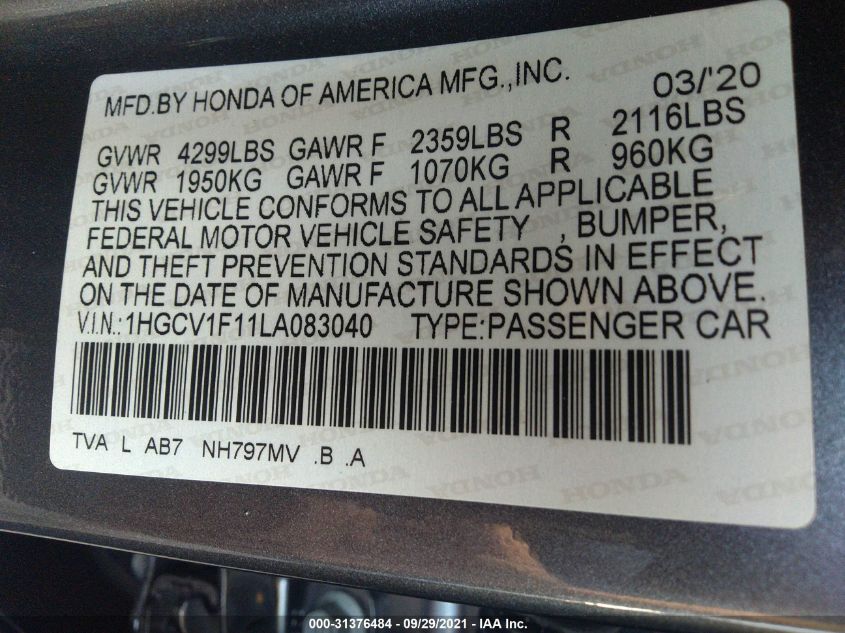 MFD.BY HONDA OF AMERICA MFG.,INC. 03/'20
GVWR 4299LBS GAWR F 2359LBS R 2116LBS
GVWR 1950KG GAWR F 1070KG R 960KG
THIS VEHICLE CONFORMS TO ALL APPLICABLE
FEDERAL MOTOR VEHICLE SAFETY , BUMPER,
AND THEFT PREVENTION STANDARDS IN EFFECT
ON THE DATE OF MANUFACTURE SHOWN ABOVE.
V.I.N.:1HGCV1F11LA083040 TYPE:PASSENGER CAR
TVA L AB7 NH797MV .B .A
000-31376484 - 09/29/2021 - IAA Inc.